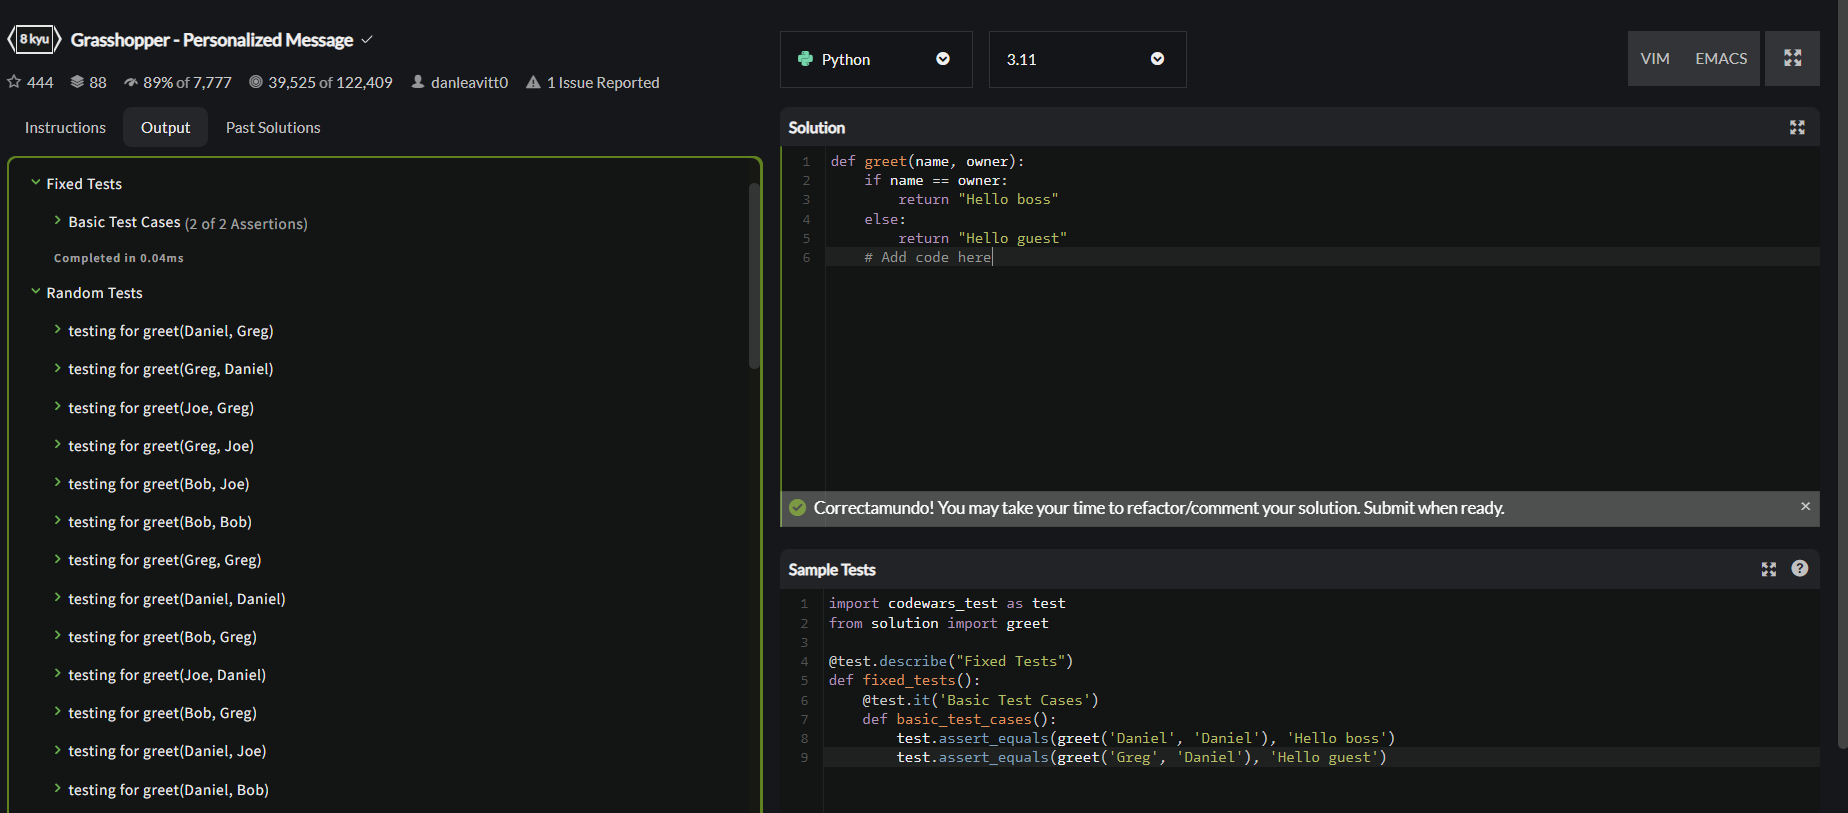 8 kyu Grasshopper - Personalized Message
444 88 89% of 7,777 39,525 of 122,409 danleavitt0 1 Issue Reported
Instructions Output Past Solutions
Fixed Tests
Basic Test Cases (2 of 2 Assertions)
Completed in 0.04ms
Random Tests
testing for greet(Daniel, Greg)
testing for greet(Greg, Daniel)
testing for greet(Joe, Greg)
testing for greet(Greg, Joe)
testing for greet(Bob, Joe)
testing for greet(Bob, Bob)
testing for greet(Greg, Greg)
testing for greet(Daniel, Daniel)
testing for greet(Bob, Greg)
testing for greet(Joe, Daniel)
testing for greet(Bob, Greg)
testing for greet(Daniel, Joe)
testing for greet(Daniel, Bob)
Python 3.11 VIM EMACS
Solution
1 def greet(name, owner):
2     if name == owner:
3         return "Hello boss"
4     else:
5         return "Hello guest"
6     # Add code here
Correctamundo! You may take your time to refactor/comment your solution. Submit when ready. ×
Sample Tests ?
1 import codewars_test as test
2 from solution import greet
3
4 @test.describe("Fixed Tests")
5 def fixed_tests():
6     @test.it('Basic Test Cases')
7     def basic_test_cases():
8         test.assert_equals(greet('Daniel', 'Daniel'), 'Hello boss')
9         test.assert_equals(greet('Greg', 'Daniel'), 'Hello guest')